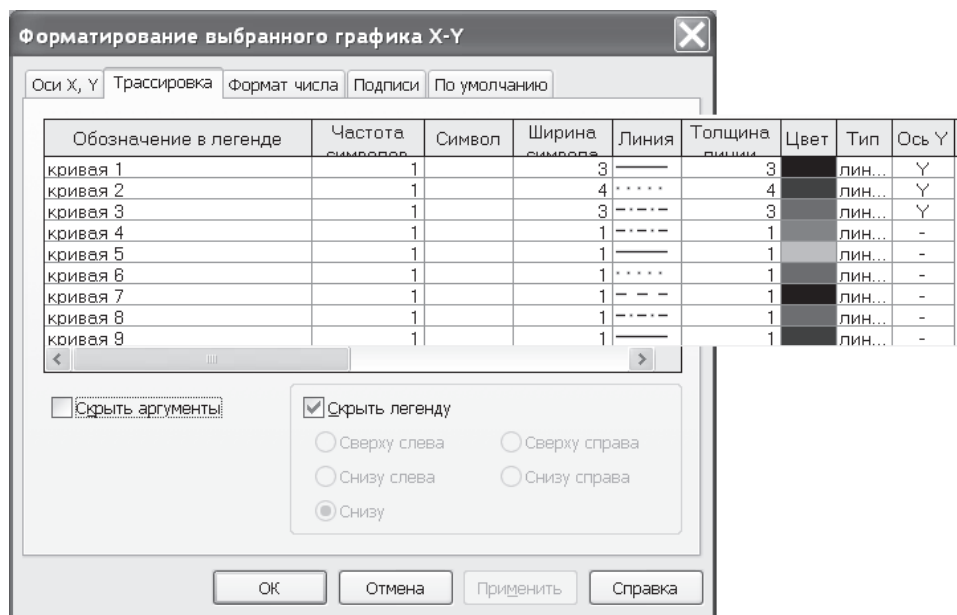 Форматирование выбранного графика X-Y
Оси X, Y Трассировка Формат числа Подписи По умолчанию
Обозначение в легенде Частота символов Символ Ширина символа Линия Толщина линии Цвет Тип Ось Y
кривая 1 1 3 3 лин... Y
кривая 2 1 4 4 лин... Y
кривая 3 1 3 3 лин... Y
кривая 4 1 1 1 лин... -
кривая 5 1 1 1 лин... -
кривая 6 1 1 1 лин... -
кривая 7 1 1 1 лин... -
кривая 8 1 1 1 лин... -
кривая 9 1 1 1 лин... -
Скрыть аргументы Скрыть легенду
Сверху слева Сверху справа
Снизу слева Снизу справа
Снизу
ОК Отмена Применить Справка